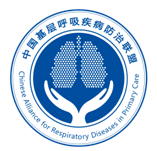 中国基层呼吸疾病防治联盟
Chinese Alliance for Respiratory Diseases in Primary Care